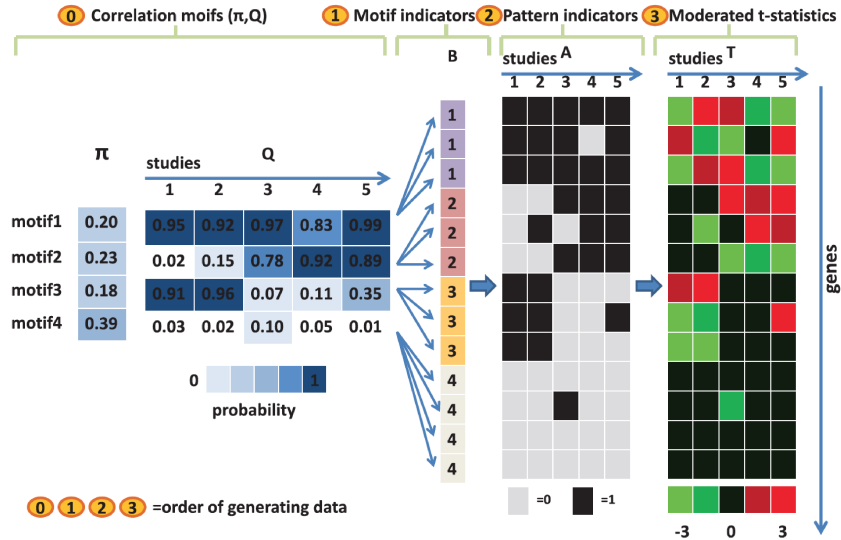 0 Correlation moifs (π,Q)
1 Motif indicators
2 Pattern indicators
3 Moderated t-statistics
B
studies A
1 2 3 4 5
studies T
1 2 3 4 5
π
studies Q
1 2 3 4 5
motif1 0.20 0.95 0.92 0.97 0.83 0.99
motif2 0.23 0.02 0.15 0.78 0.92 0.89
motif3 0.18 0.91 0.96 0.07 0.11 0.35
motif4 0.39 0.03 0.02 0.10 0.05 0.01
0 1
probability
1
1
1
2
2
2
3
3
3
4
4
4
4
genes
0 1 2 3 =order of generating data
=0 =1
-3 0 3